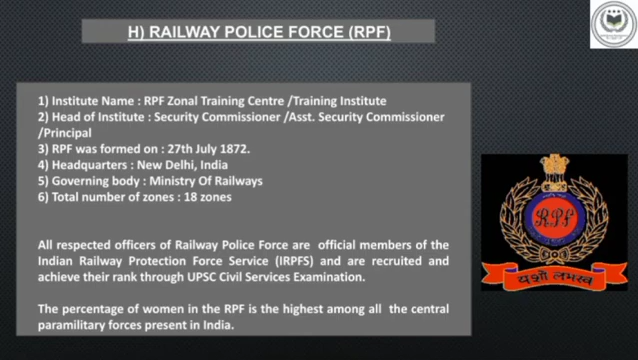 H) RAILWAY POLICE FORCE (RPF)
1) Institute Name : RPF Zonal Training Centre /Training Institute
2) Head of Institute : Security Commissioner /Asst. Security Commissioner
/Principal
3) RPF was formed on : 27th July 1872.
4) Headquarters : New Delhi, India
5) Governing body : Ministry Of Railways
6) Total number of zones : 18 zones
All respected officers of Railway Police Force are official members of the
Indian Railway Protection Force Service (IRPFS) and are recruited and
achieve their rank through UPSC Civil Services Examination.
The percentage of women in the RPF is the highest among all the central
paramilitary forces present in India.
RPF
यशो लभस्व